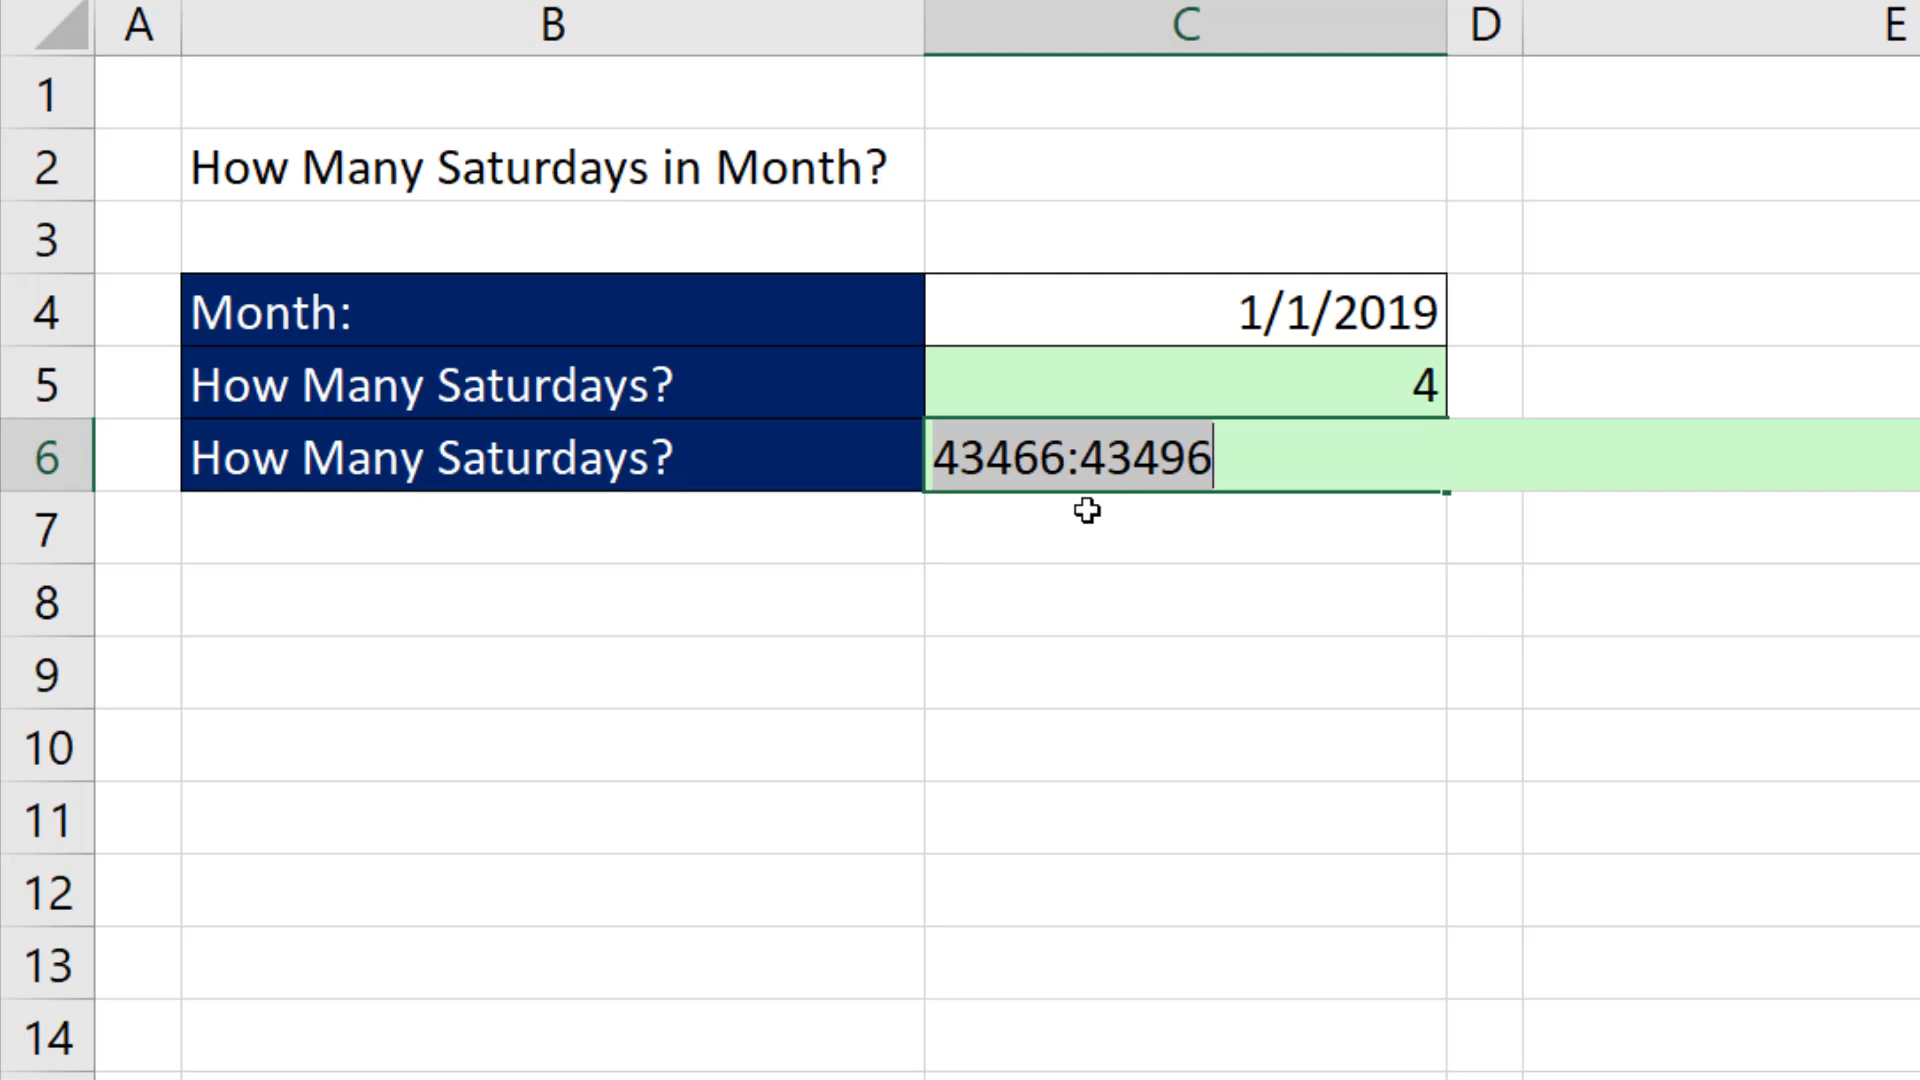 A B C D E
1
2 How Many Saturdays in Month?
3
4 Month: 1/1/2019
5 How Many Saturdays? 4
6 How Many Saturdays? 43466:43496
7
8
9
10
11
12
13
14